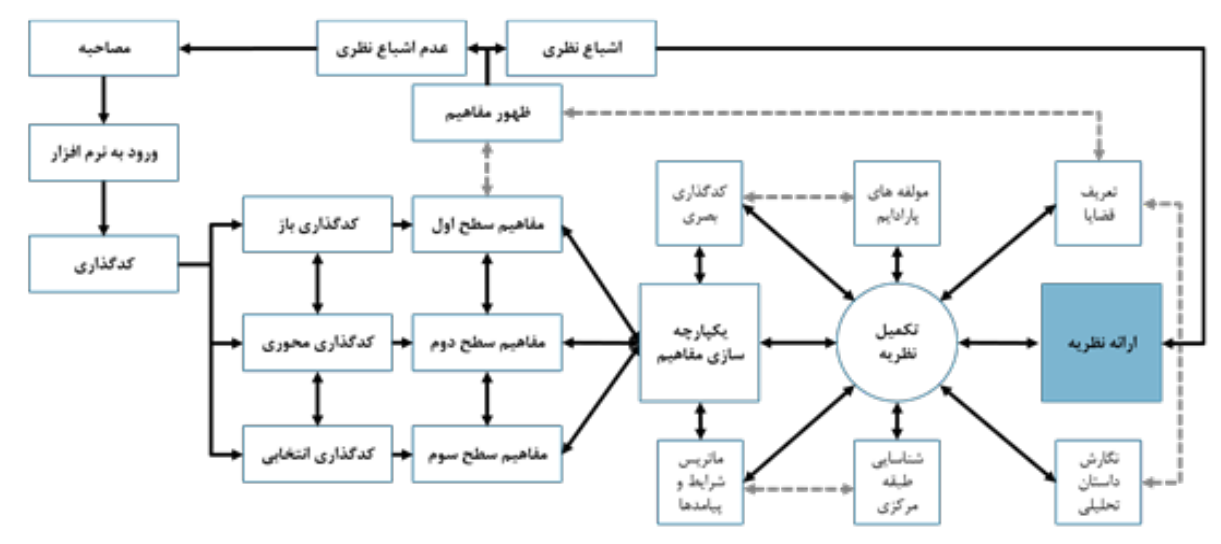 مصاحبه
عدم اشباع نظری
اشباع نظری
ظهور مفاهیم
ورود به نرم افزار
کدگذاری
بصری
مولفه های
پارادایم
تعریف
قضایا
کدگذاری باز
مفاهیم سطح اول
کدگذاری
کدگذاری محوری
مفاهیم سطح دوم
یکپارچه
سازی مفاهیم
تکمیل
نظریه
ارائه نظریه
کدگذاری انتخابی
مفاهیم سطح سوم
ماتریس
شرایط و
پیامدها
شناسایی
طبقه
مرکزی
نگارش
داستان
تحلیلی